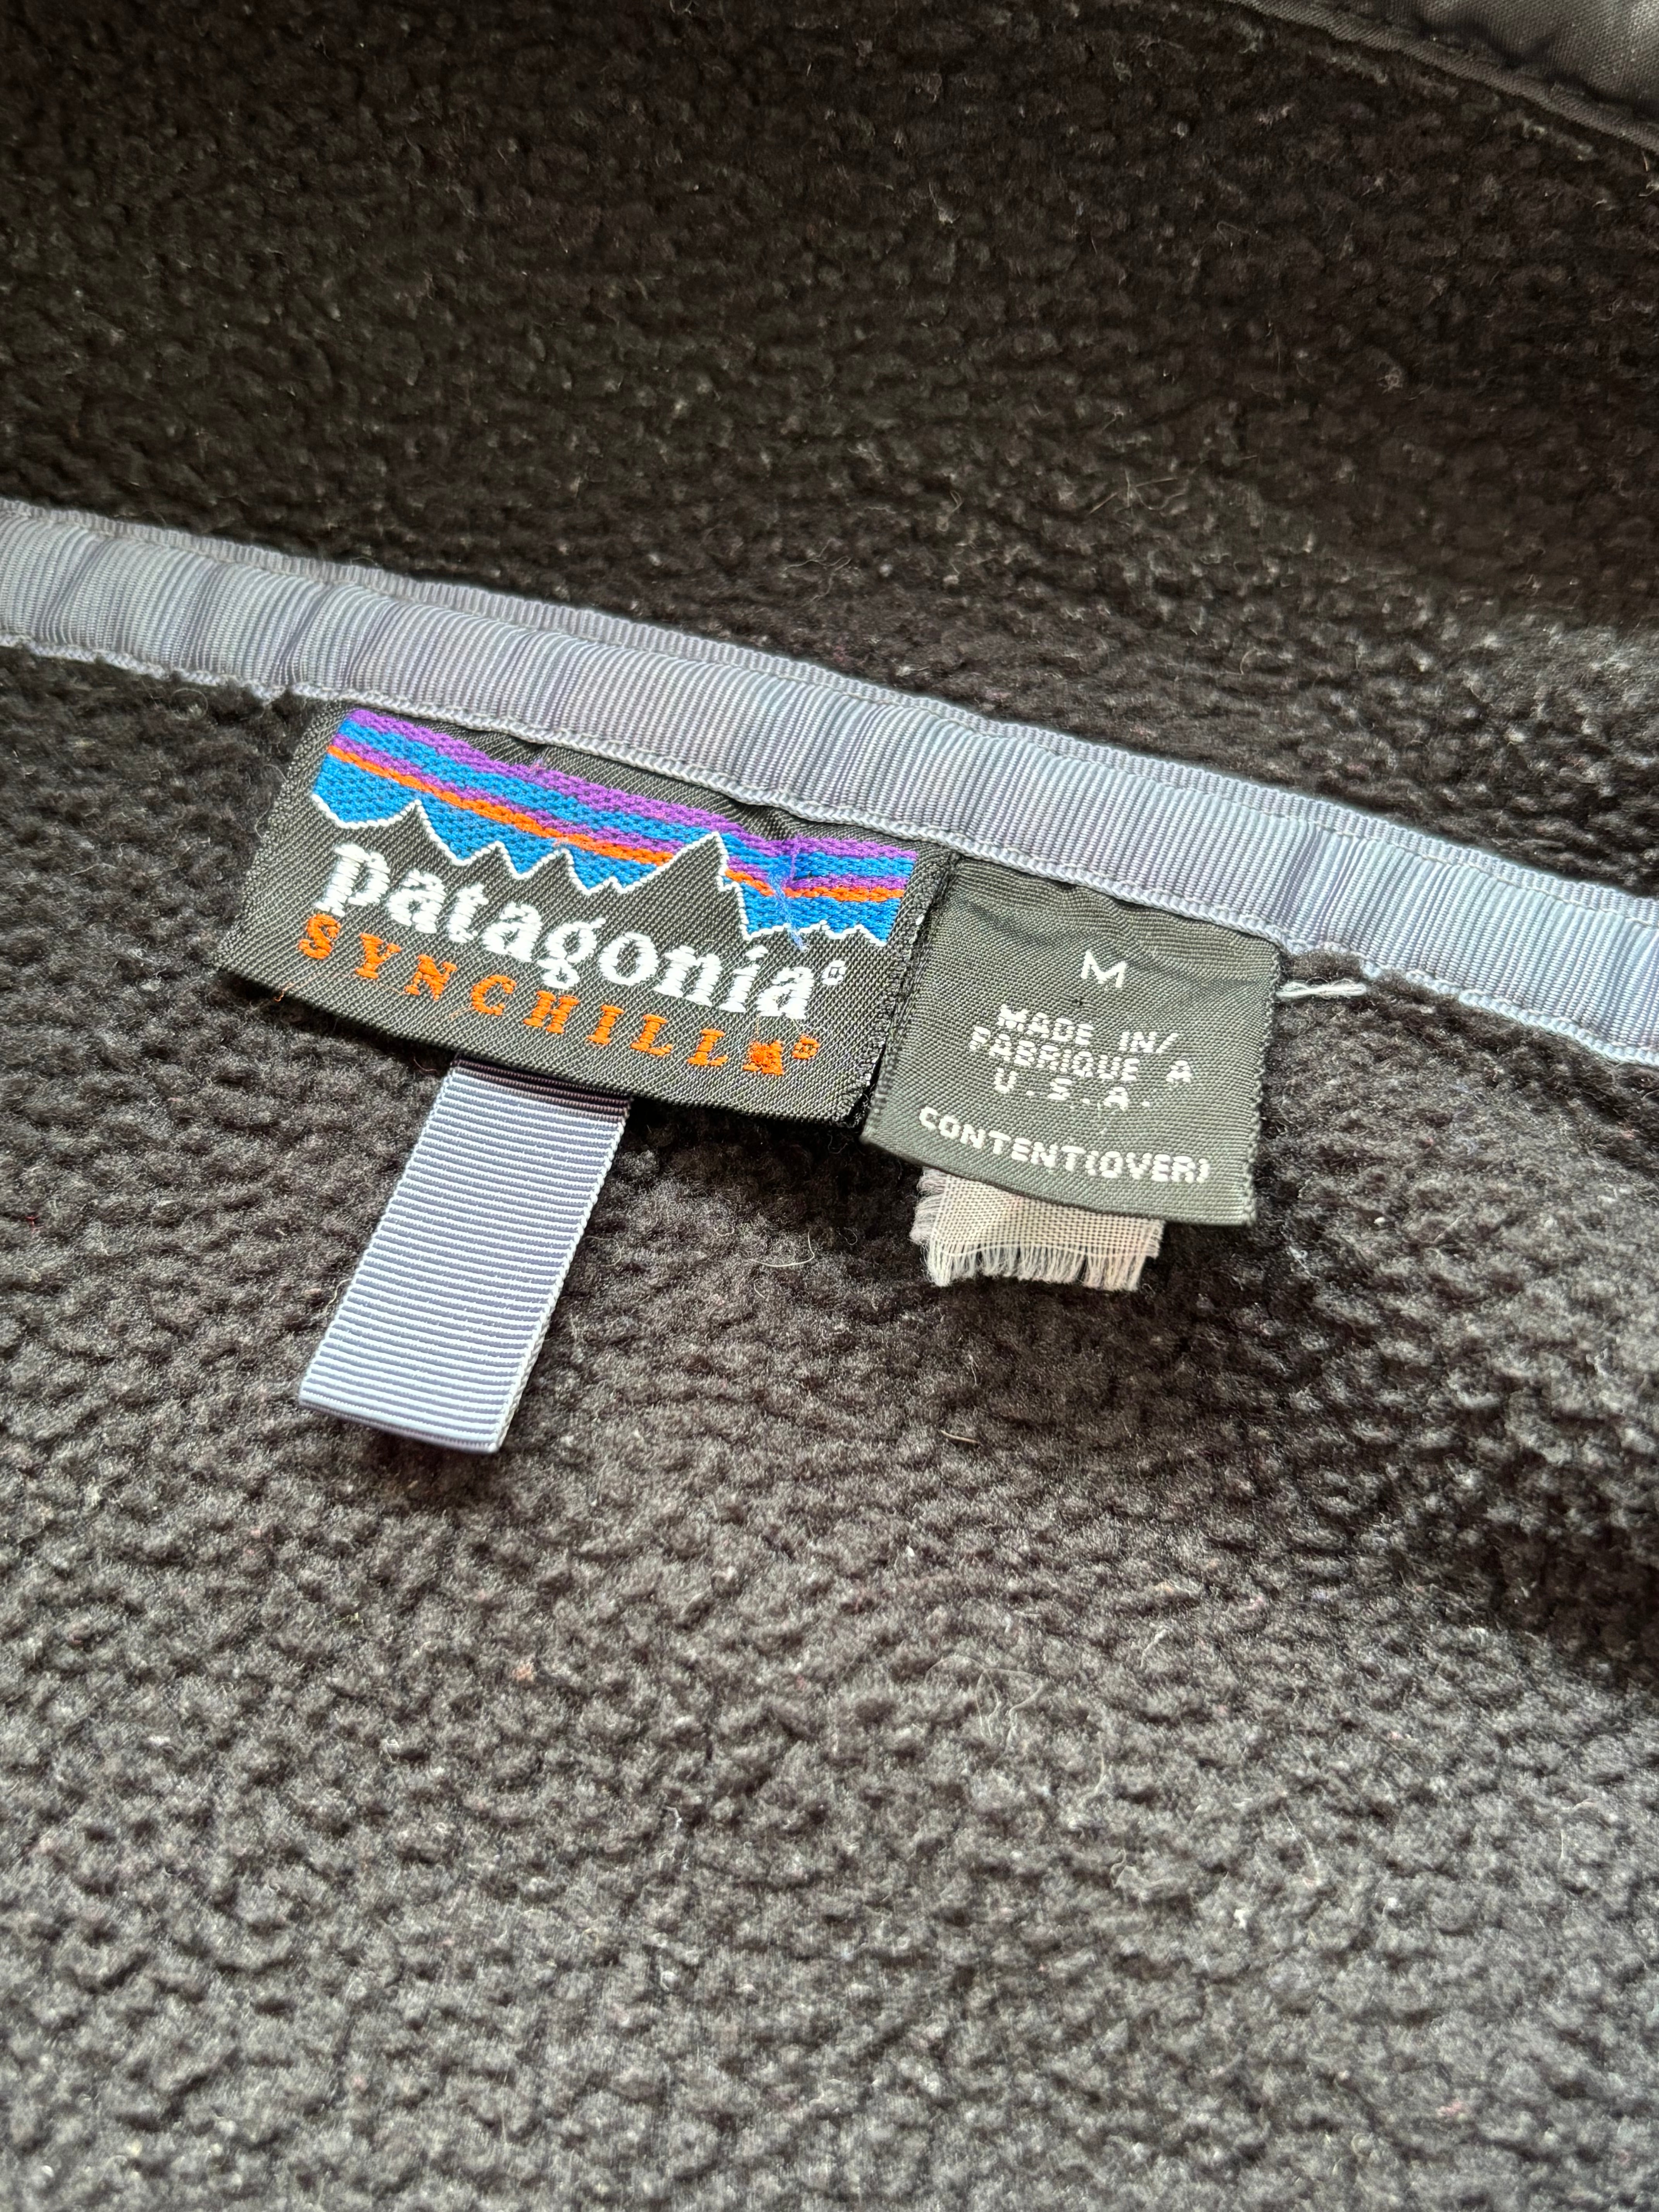 patagonia®
SYNCHILLA®
M
MADE IN/
FABRIQUE A
U.S.A.
CONTENT(OVER)